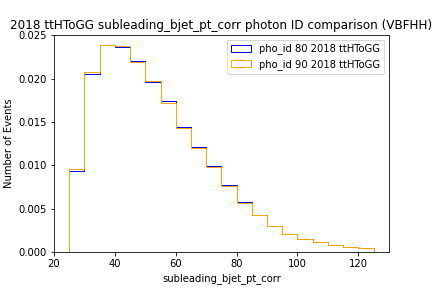 2018 ttHToGG subleading_bjet_pt_corr photon ID comparison (VBFHH)
0.025
0.020
0.015
0.010
0.005
0.000
Number of Events
pho_id 80 2018 ttHToGG
pho_id 90 2018 ttHToGG
20 40 60 80 100 120
subleading_bjet_pt_corr